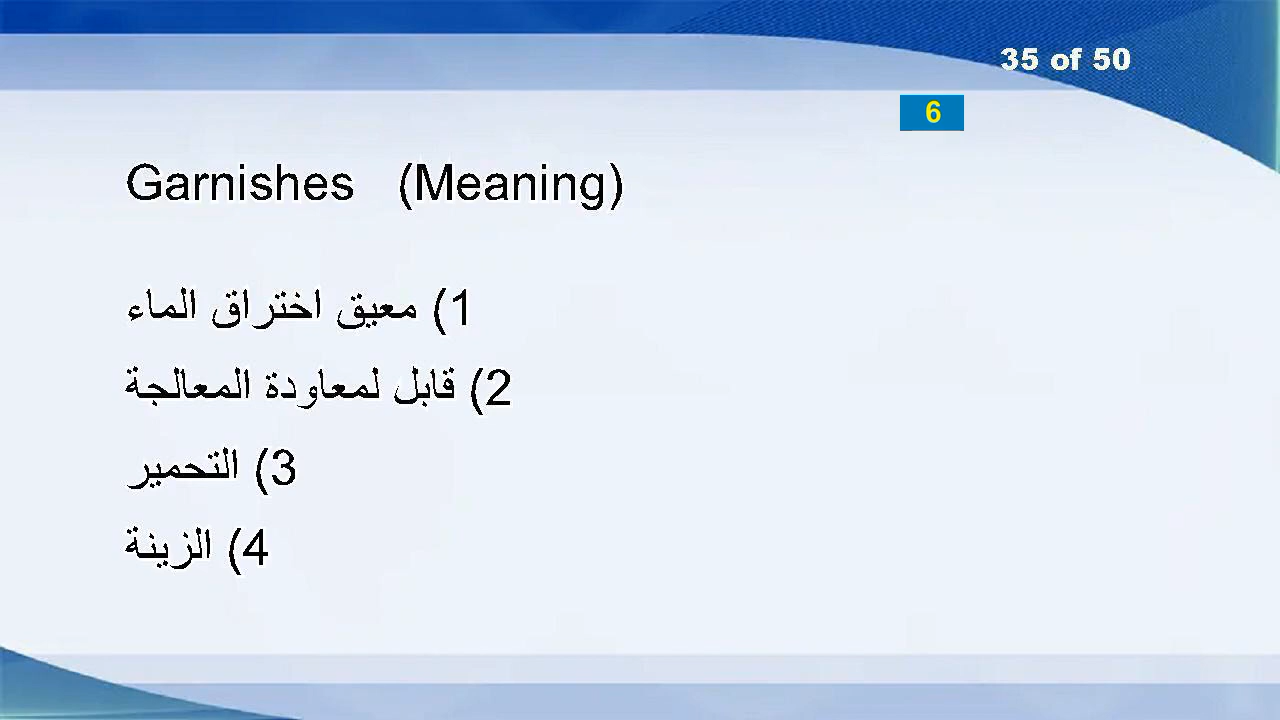 35 of 50
6
Garnishes (Meaning)
1) معيق اختراق الماء
2) قابل لمعاودة المعالجة
3) التحمير
4) الزينة